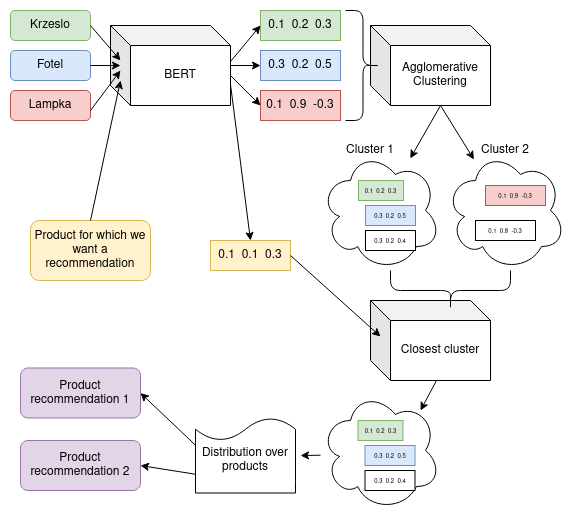 Krzeslo
Fotel
Lampka
BERT
0.1 0.2 0.3
0.3 0.2 0.5
0.1 0.9 -0.3
Agglomerative
Clustering
Product for which we
want a
recommendation
0.1 0.1 0.3
Cluster 1
0.1 0.2 0.3
0.3 0.2 0.5
0.3 0.2 0.4
Cluster 2
0.1 0.9 -0.3
0.1 0.8 -0.3
Closest cluster
0.1 0.2 0.3
0.3 0.2 0.5
0.3 0.2 0.4
Distribution over
products
Product
recommendation 1
Product
recommendation 2